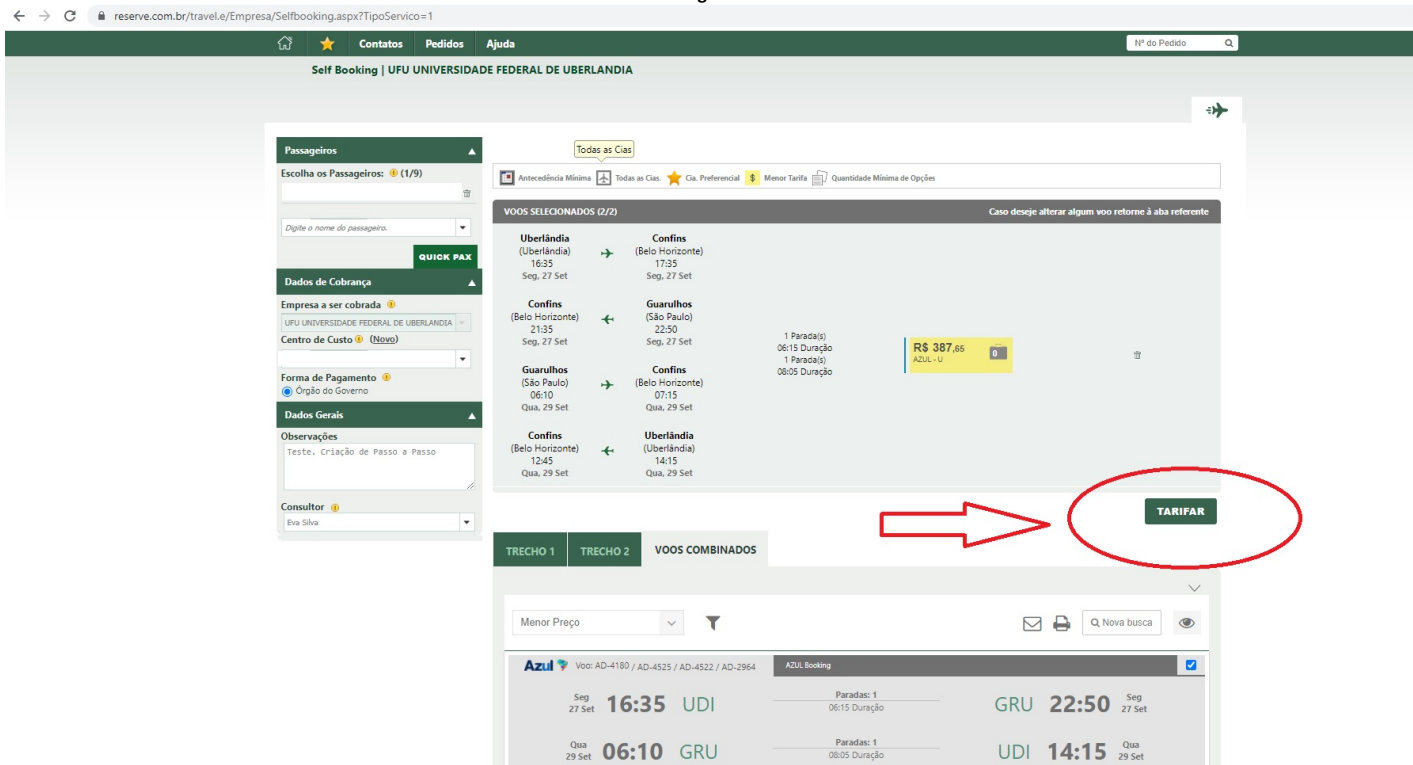 reserve.com.br/travel.e/Empresa/Selfbooking.aspx?TipoServico=1
Contatos Pedidos Ajuda
Nº do Pedido
Self Booking | UFU UNIVERSIDADE FEDERAL DE UBERLANDIA
Passageiros
Escolha os Passageiros: (1/9)
Digite o nome do passageiro.
QUICK PAX
Dados de Cobrança
Empresa a ser cobrada
UFU UNIVERSIDADE FEDERAL DE UBERLANDIA
Centro de Custo (Novo)
Forma de Pagamento
Órgão do Governo
Dados Gerais
Observações
Teste. Criação de Passo a Passo
Consultor
Eva Silva
Todas as Cias
Antecedência Mínima Todas as Cias. Cia. Preferencial $ Menor Tarifa Quantidade Mínima de Opções
VOOS SELECIONADOS (2/2) Caso deseje alterar algum voo retorne à aba referente
Uberlândia Confins
(Uberlândia) (Belo Horizonte)
16:35 17:35
Seg, 27 Set Seg, 27 Set
Confins Guarulhos
(Belo Horizonte) (São Paulo)
21:35 22:50
Seg, 27 Set Seg, 27 Set
Guarulhos Confins
(São Paulo) (Belo Horizonte)
06:10 07:15
Qua, 29 Set Qua, 29 Set
Confins Uberlândia
(Belo Horizonte) (Uberlândia)
12:45 14:15
Qua, 29 Set Qua, 29 Set
1 Parada(s)
06:15 Duração
1 Parada(s)
08:05 Duração
R$ 387,65
AZUL - U
0
TARIFAR
TRECHO 1 TRECHO 2 VOOS COMBINADOS
Menor Preço
Nova busca
Azul Voo: AD-4180 / AD-4525 / AD-4522 / AD-2964 AZUL Booking
Seg
27 Set
16:35 UDI
Paradas: 1
06:15 Duração
GRU 22:50
Seg
27 Set
Qua
29 Set
06:10 GRU
Paradas: 1
08:05 Duração
UDI 14:15
Qua
29 Set